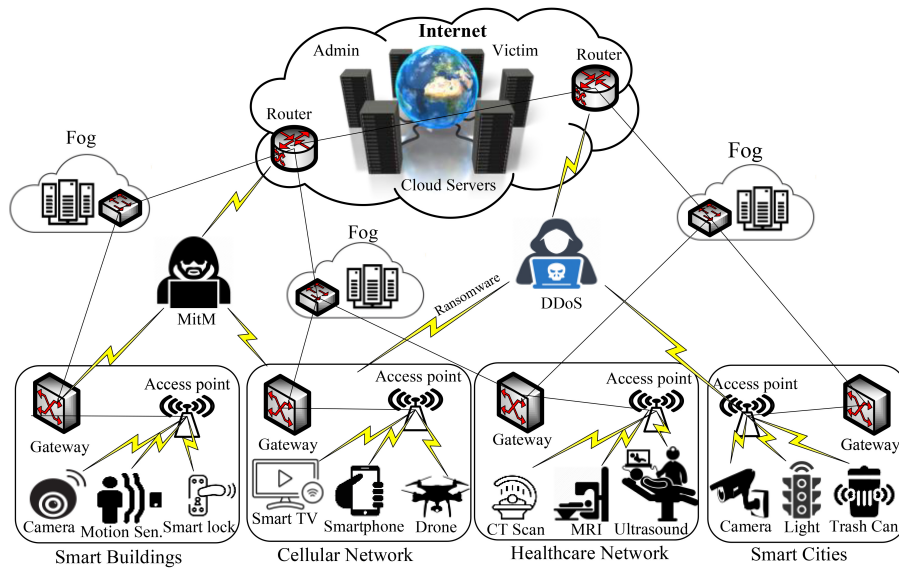 Internet
Admin
Victim
Router
Router
Cloud Servers
Fog
Fog
Fog
MitM
DDoS
Ransomware
Access point
Gateway
Camera
Motion Sen.
Smart lock
Smart Buildings
Access point
Gateway
Smart TV
Smartphone
Drone
Cellular Network
Access point
Gateway
CT Scan
MRI
Ultrasound
Healthcare Network
Access point
Gateway
Camera
Light
Trash Can
Smart Cities